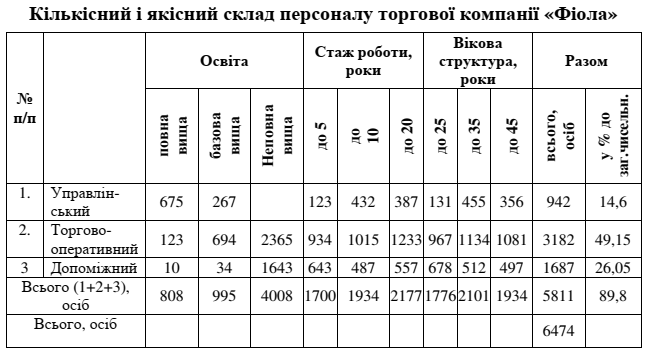 Кількісний і якісний склад персоналу торгової компанії «Фіола»
№ п/п | | Освіта | Стаж роботи, роки | Вікова структура, роки | Разом
повна вища | базова вища | Неповна вища | до 5 | до 10 | до 20 | до 25 | до 35 | до 45 | всього, осіб | у % до заг.чисельн.
1. | Управлін-ський | 675 | 267 | | 123 | 432 | 387 | 131 | 455 | 356 | 942 | 14,6
2. | Торгово-оперативний | 123 | 694 | 2365 | 934 | 1015 | 1233 | 967 | 1134 | 1081 | 3182 | 49,15
3 | Допоміжний | 10 | 34 | 1643 | 643 | 487 | 557 | 678 | 512 | 497 | 1687 | 26,05
Всього (1+2+3), осіб | 808 | 995 | 4008 | 1700 | 1934 | 2177 | 1776 | 2101 | 1934 | 5811 | 89,8
Всього, осіб | 6474